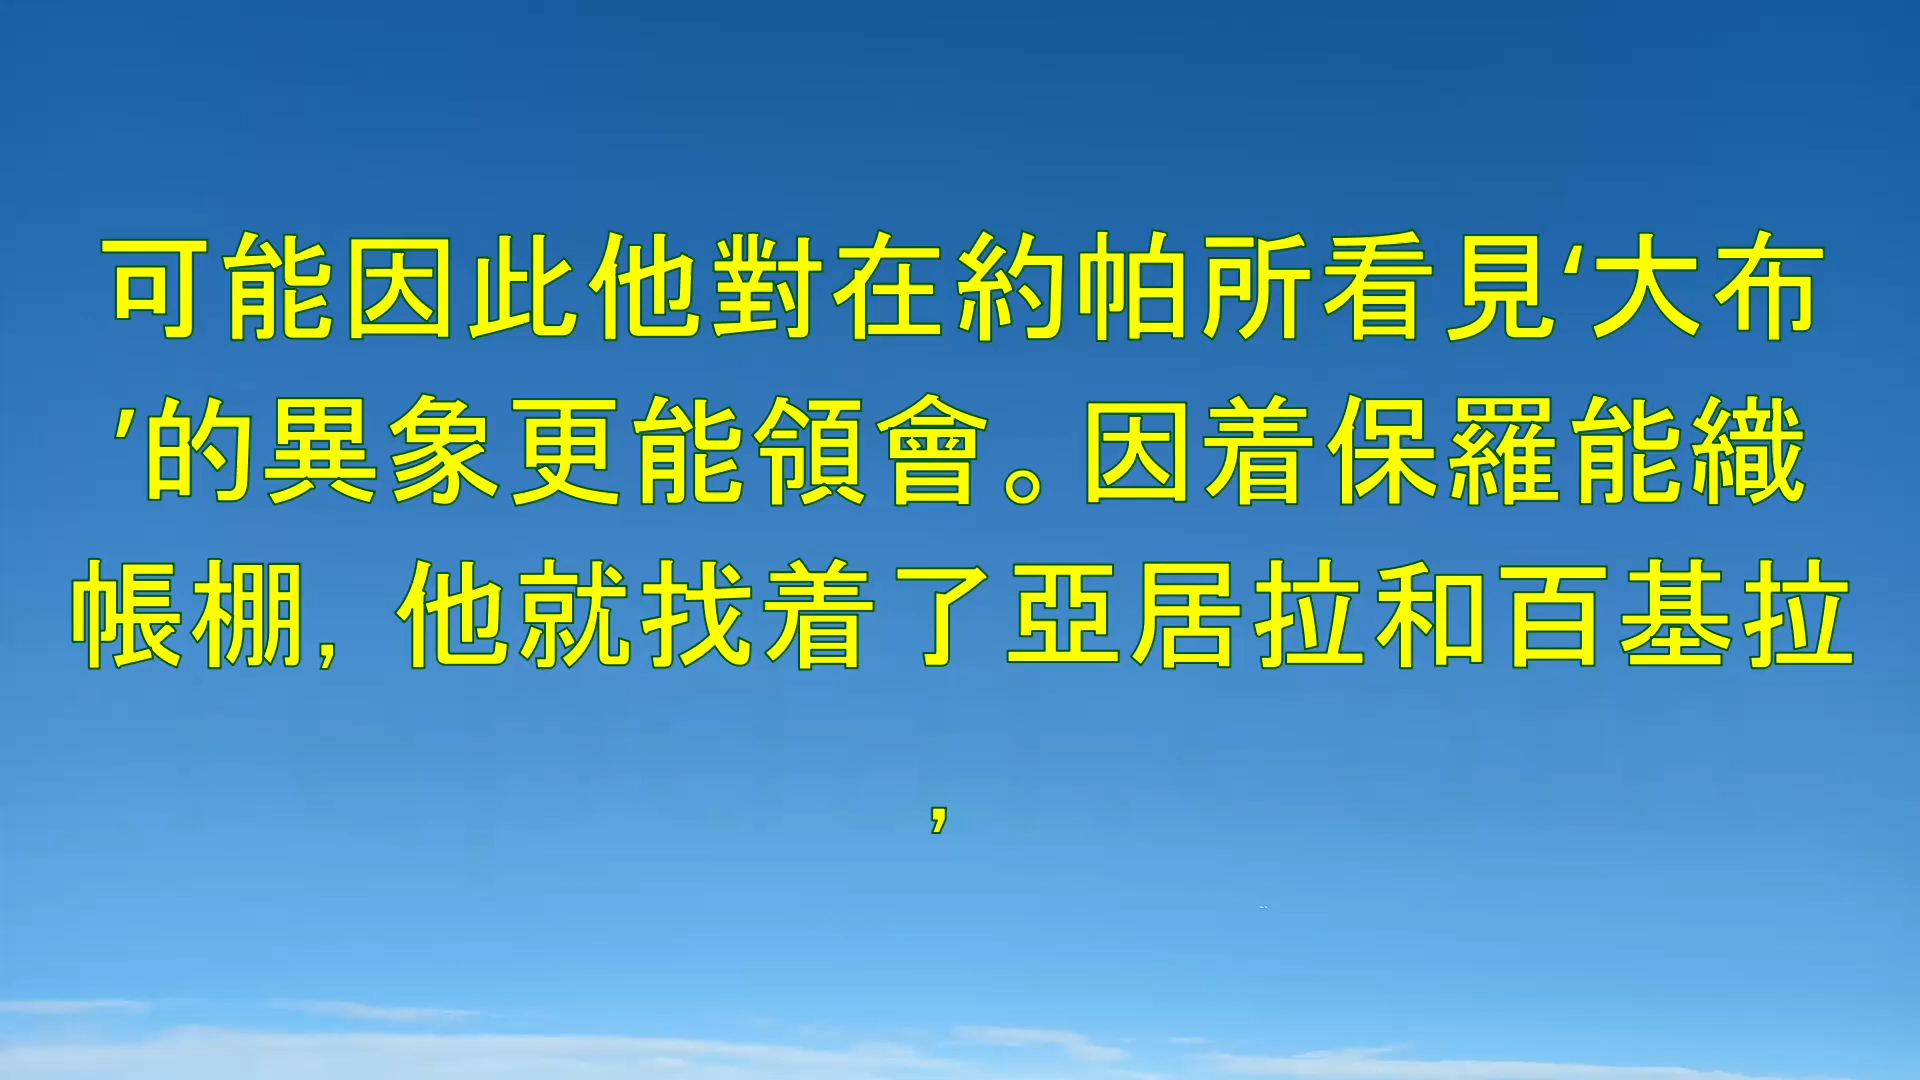 可能因此他對在約帕所看見‘大布
’的異象更能領會。因着保羅能織
帳棚，他就找着了亞居拉和百基拉
，